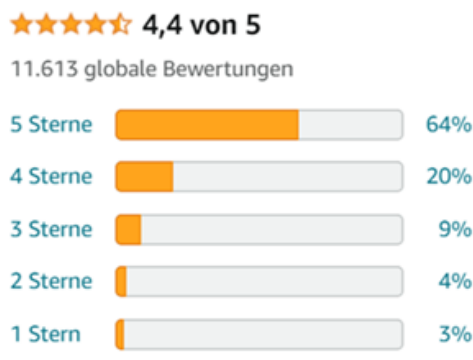 4,4 von 5
11.613 globale Bewertungen
5 Sterne 64%
4 Sterne 20%
3 Sterne 9%
2 Sterne 4%
1 Stern 3%